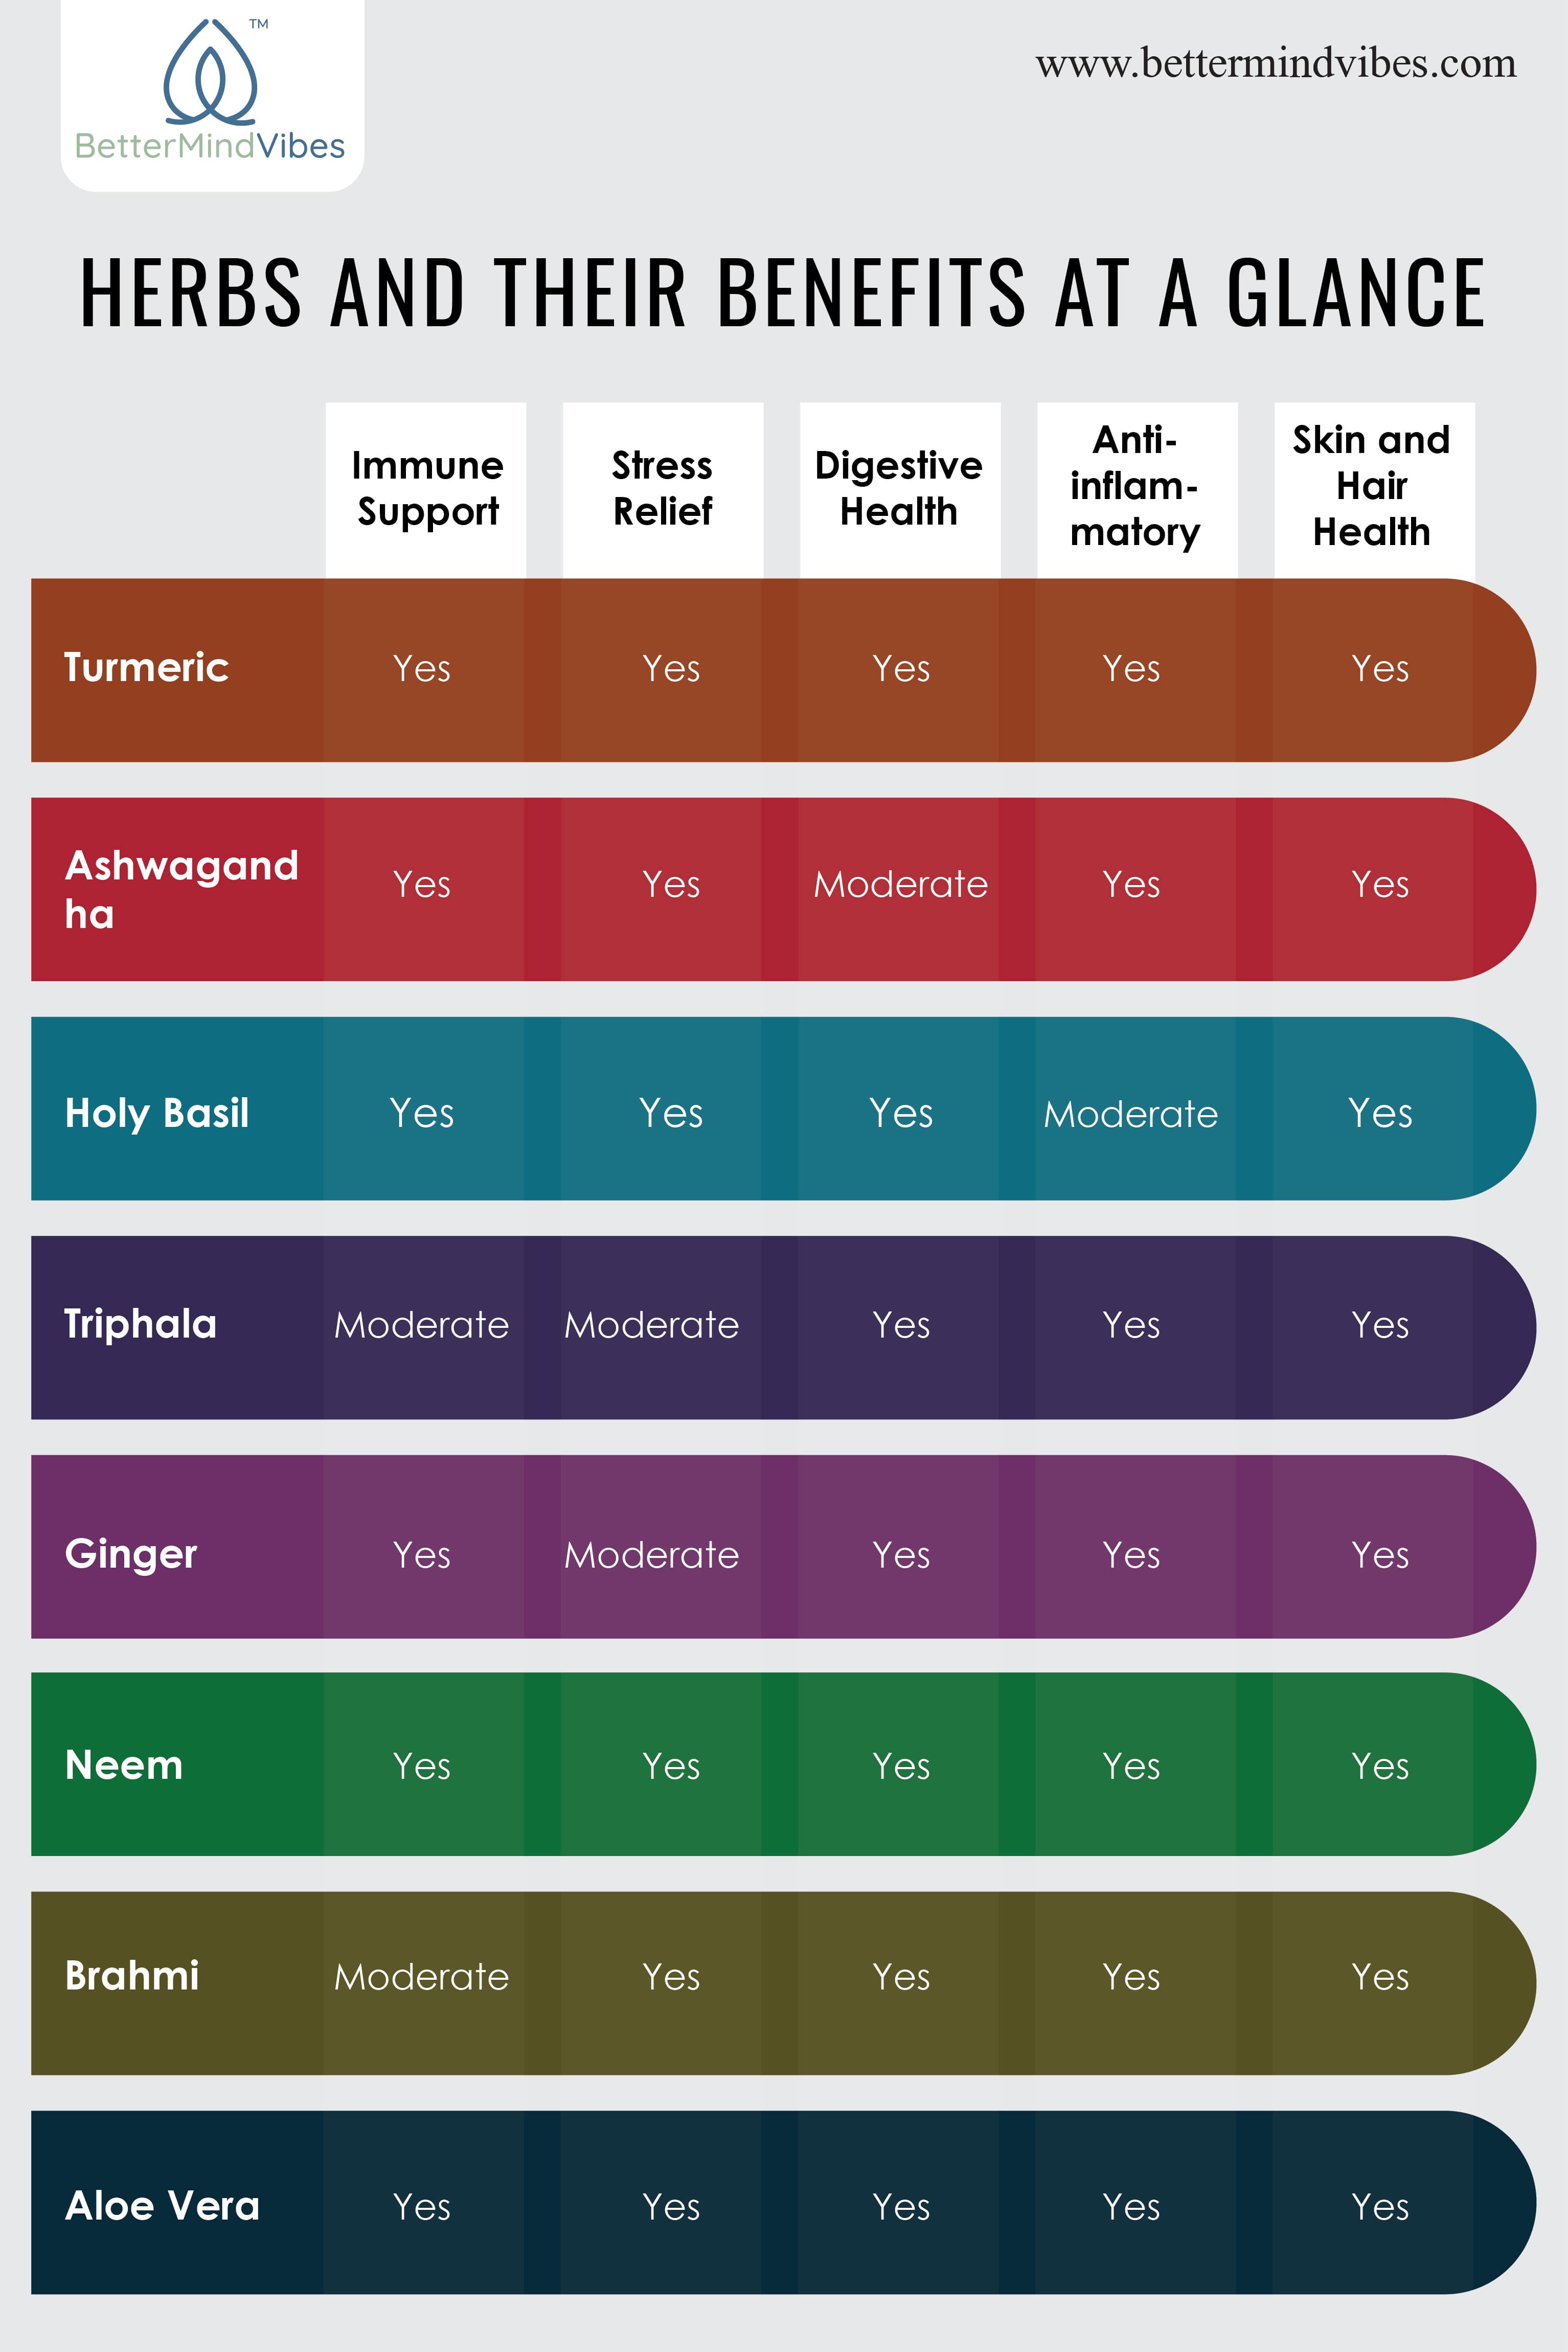 TM
BetterMindVibes
www.bettermindvibes.com
HERBS AND THEIR BENEFITS AT A GLANCE
Immune
Support
Stress
Relief
Digestive
Health
Anti-
inflam-
matory
Skin and
Hair
Health
Turmeric Yes Yes Yes Yes Yes
Ashwagand
ha
Yes Yes Moderate Yes Yes
Holy Basil Yes Yes Yes Moderate Yes
Triphala Moderate Moderate Yes Yes Yes
Ginger Yes Moderate Yes Yes Yes
Neem Yes Yes Yes Yes Yes
Brahmi Moderate Yes Yes Yes Yes
Aloe Vera Yes Yes Yes Yes Yes